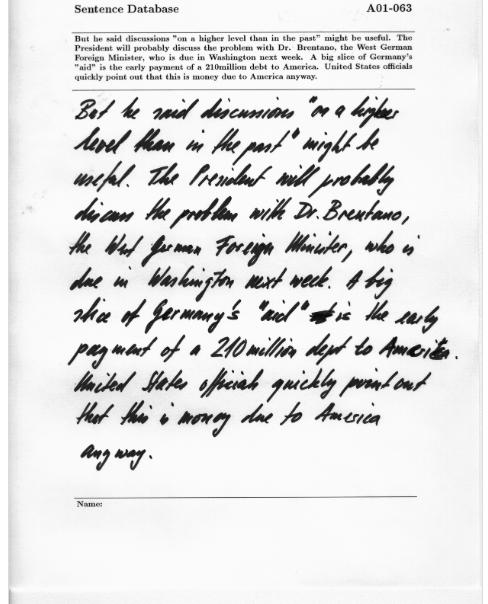 Sentence Database A01-063
But he said discussions "on a higher level than in the past" might be useful. The
President will probably discuss the problem with Dr. Brentano, the West German
Foreign Minister, who is due in Washington next week. A big slice of Germany's
"aid" is the early payment of a 210million debt to America. United States officials
quickly point out that this is money due to America anyway.
But he said discussions "on a higher
level than in the past" might be
useful. The President will probably
discuss the problem with Dr. Brentano,
the West German Foreign Minister, who is
due in Washington next week. A big
slice of Germany's "aid" is the early
payment of a 210 million dept to America.
United States officials quickly point out
that this is money due to America
anyway.
Name: